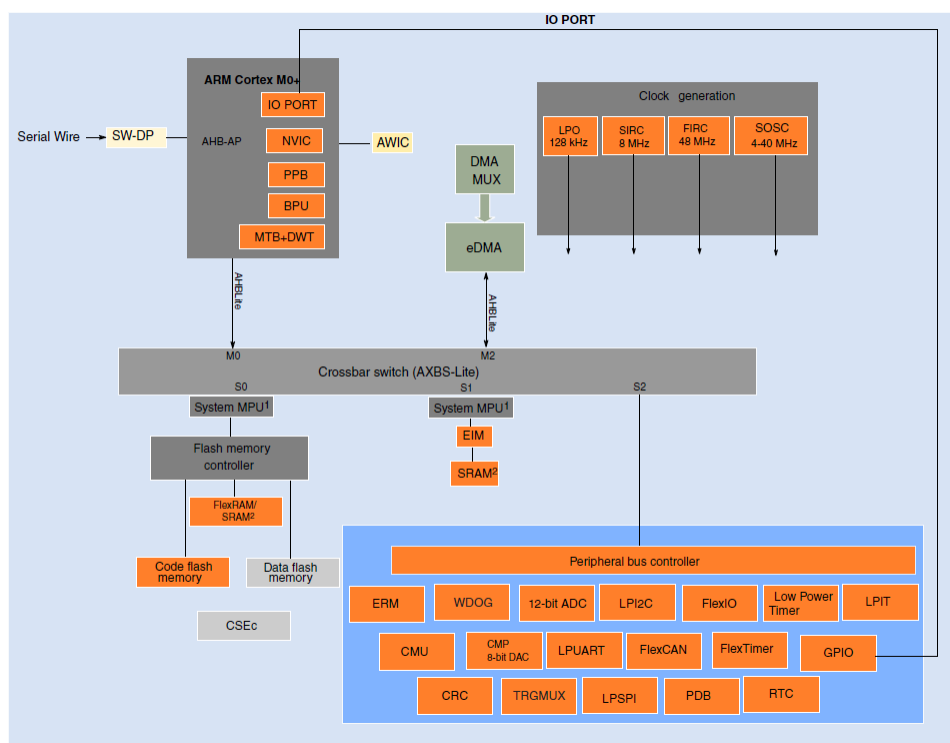 IO PORT
ARM Cortex M0+
IO PORT
Serial Wire
SW-DP
AHB-AP
NVIC
AWIC
PPB
BPU
MTB+DWT
DMA
MUX
eDMA
Clock generation
LPO
128 kHz
SIRC
8 MHz
FIRC
48 MHz
SOSC
4-40 MHz
AHBLite
AHBLite
M0
M2
Crossbar switch (AXBS-Lite)
S0
S1
S2
System MPU1
System MPU1
EIM
SRAM2
Flash memory
controller
FlexRAM/
SRAM2
Code flash
memory
Data flash
memory
CSEc
Peripheral bus controller
ERM
WDOG
12-bit ADC
LPI2C
FlexIO
Low Power
Timer
LPIT
CMU
CMP
8-bit DAC
LPUART
FlexCAN
FlexTimer
GPIO
CRC
TRGMUX
LPSPI
PDB
RTC